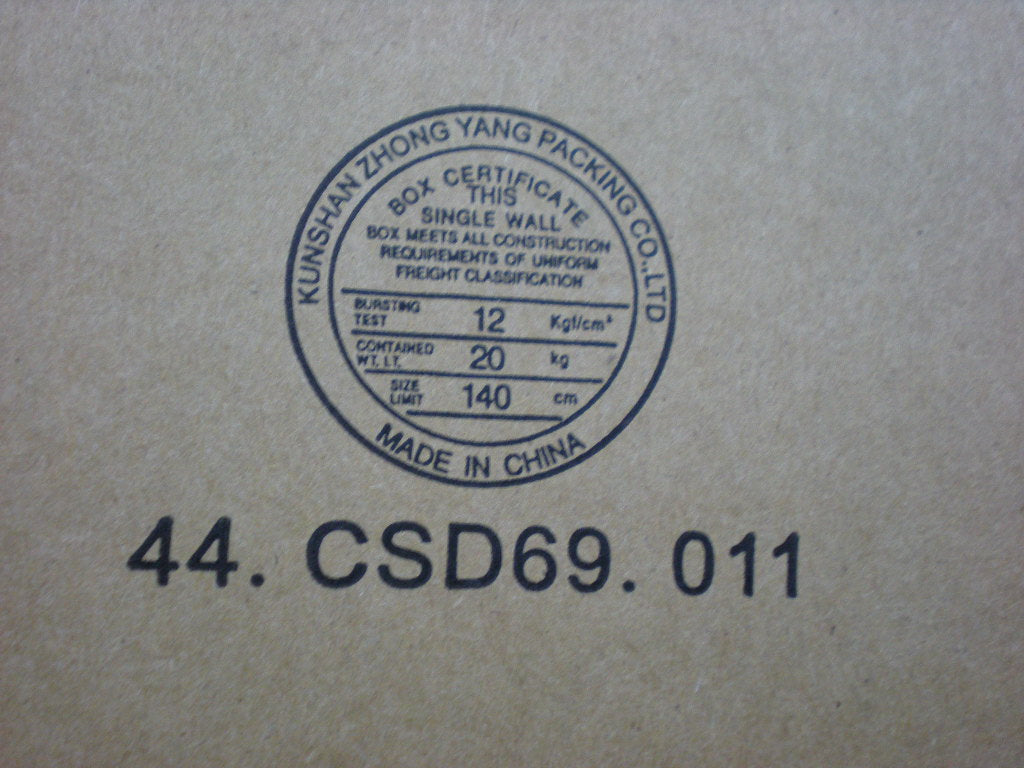 KUNSHAN ZHONG YANG PACKING CO.,LTD
BOX CERTIFICATE
THIS
SINGLE WALL
BOX MEETS ALL CONSTRUCTION
REQUIREMENTS OF UNIFORM
FREIGHT CLASSIFICATION
BURSTING
TEST 12 Kgf/cm²
CONTAINED
WT. LT. 20 kg
SIZE
LIMIT 140 cm
MADE IN CHINA
44. CSD69. 011